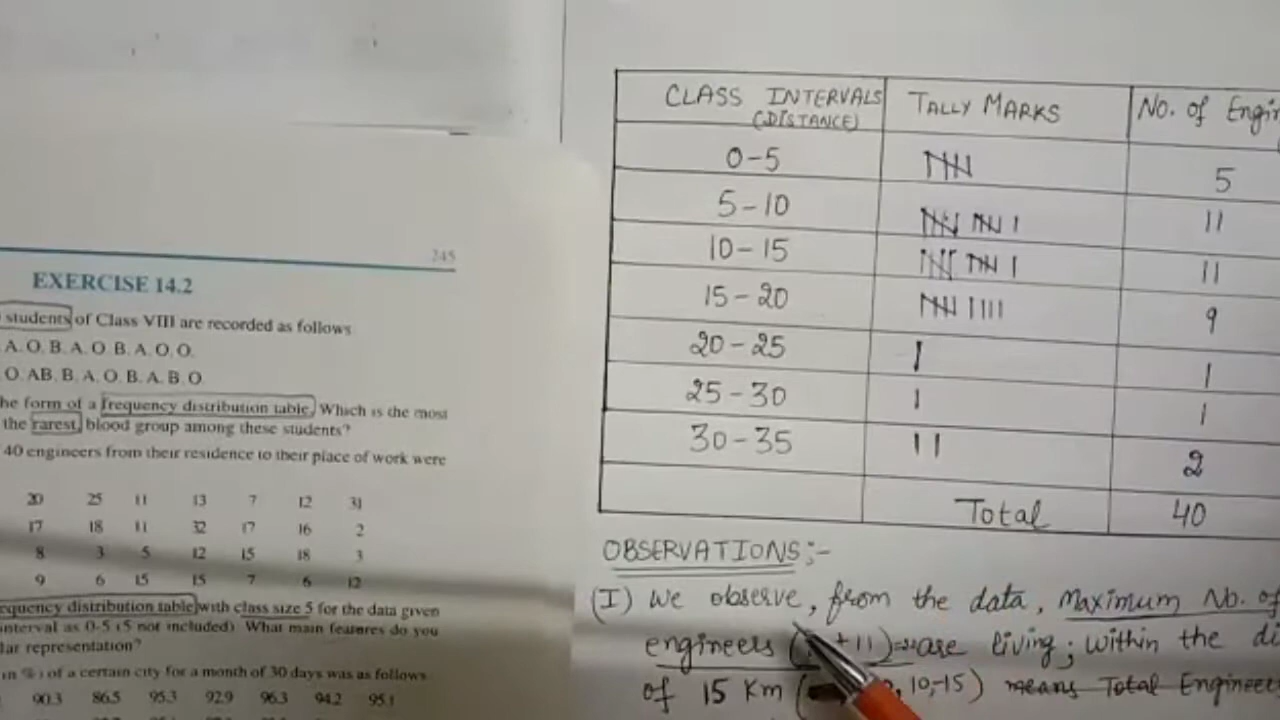 245
EXERCISE 14.2
students of Class VIII are recorded as follows
A. O. B. A. O. B. A. O. O.
O. AB. B. A. O. B. A. B. O
he form of a frequency distribution table. Which is the most
the rarest, blood group among these students?
40 engineers from their residence to their place of work were
20 25 11 13 7 12 31
17 18 11 32 17 16 2
8 3 5 12 15 18 3
9 6 15 15 7 6 12
equency distribution table with class size 5 for the data given
interval as 0-5 (5 not included). What main features do you
lar representation?
in %) of a certain city for a month of 30 days was as follows
90.3 86.5 95.3 92.9 96.3 94.2 95.1
CLASS INTERVALS TALLY MARKS No. of Engin
(DISTANCE)
0-5 5
5-10 11
10-15 11
15-20 9
20-25 1
25-30 1
30-35 2
Total 40
OBSERVATIONS:-
(I) We observe, from the data, Maximum No. of
engineers ( +11) are living; within the di
of 15 Km ( , 10,-15) means Total Engineer